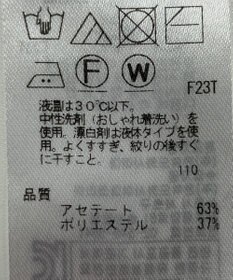 F
W
F23T
液温は30℃以下。
中性洗剤(おしゃれ着洗い)を
使用。漂白剤は液体タイプを使
用。よくすすぎ、絞りの後すぐ
に干すこと。
110
品質
アセテート 63%
ポリエステル 37%